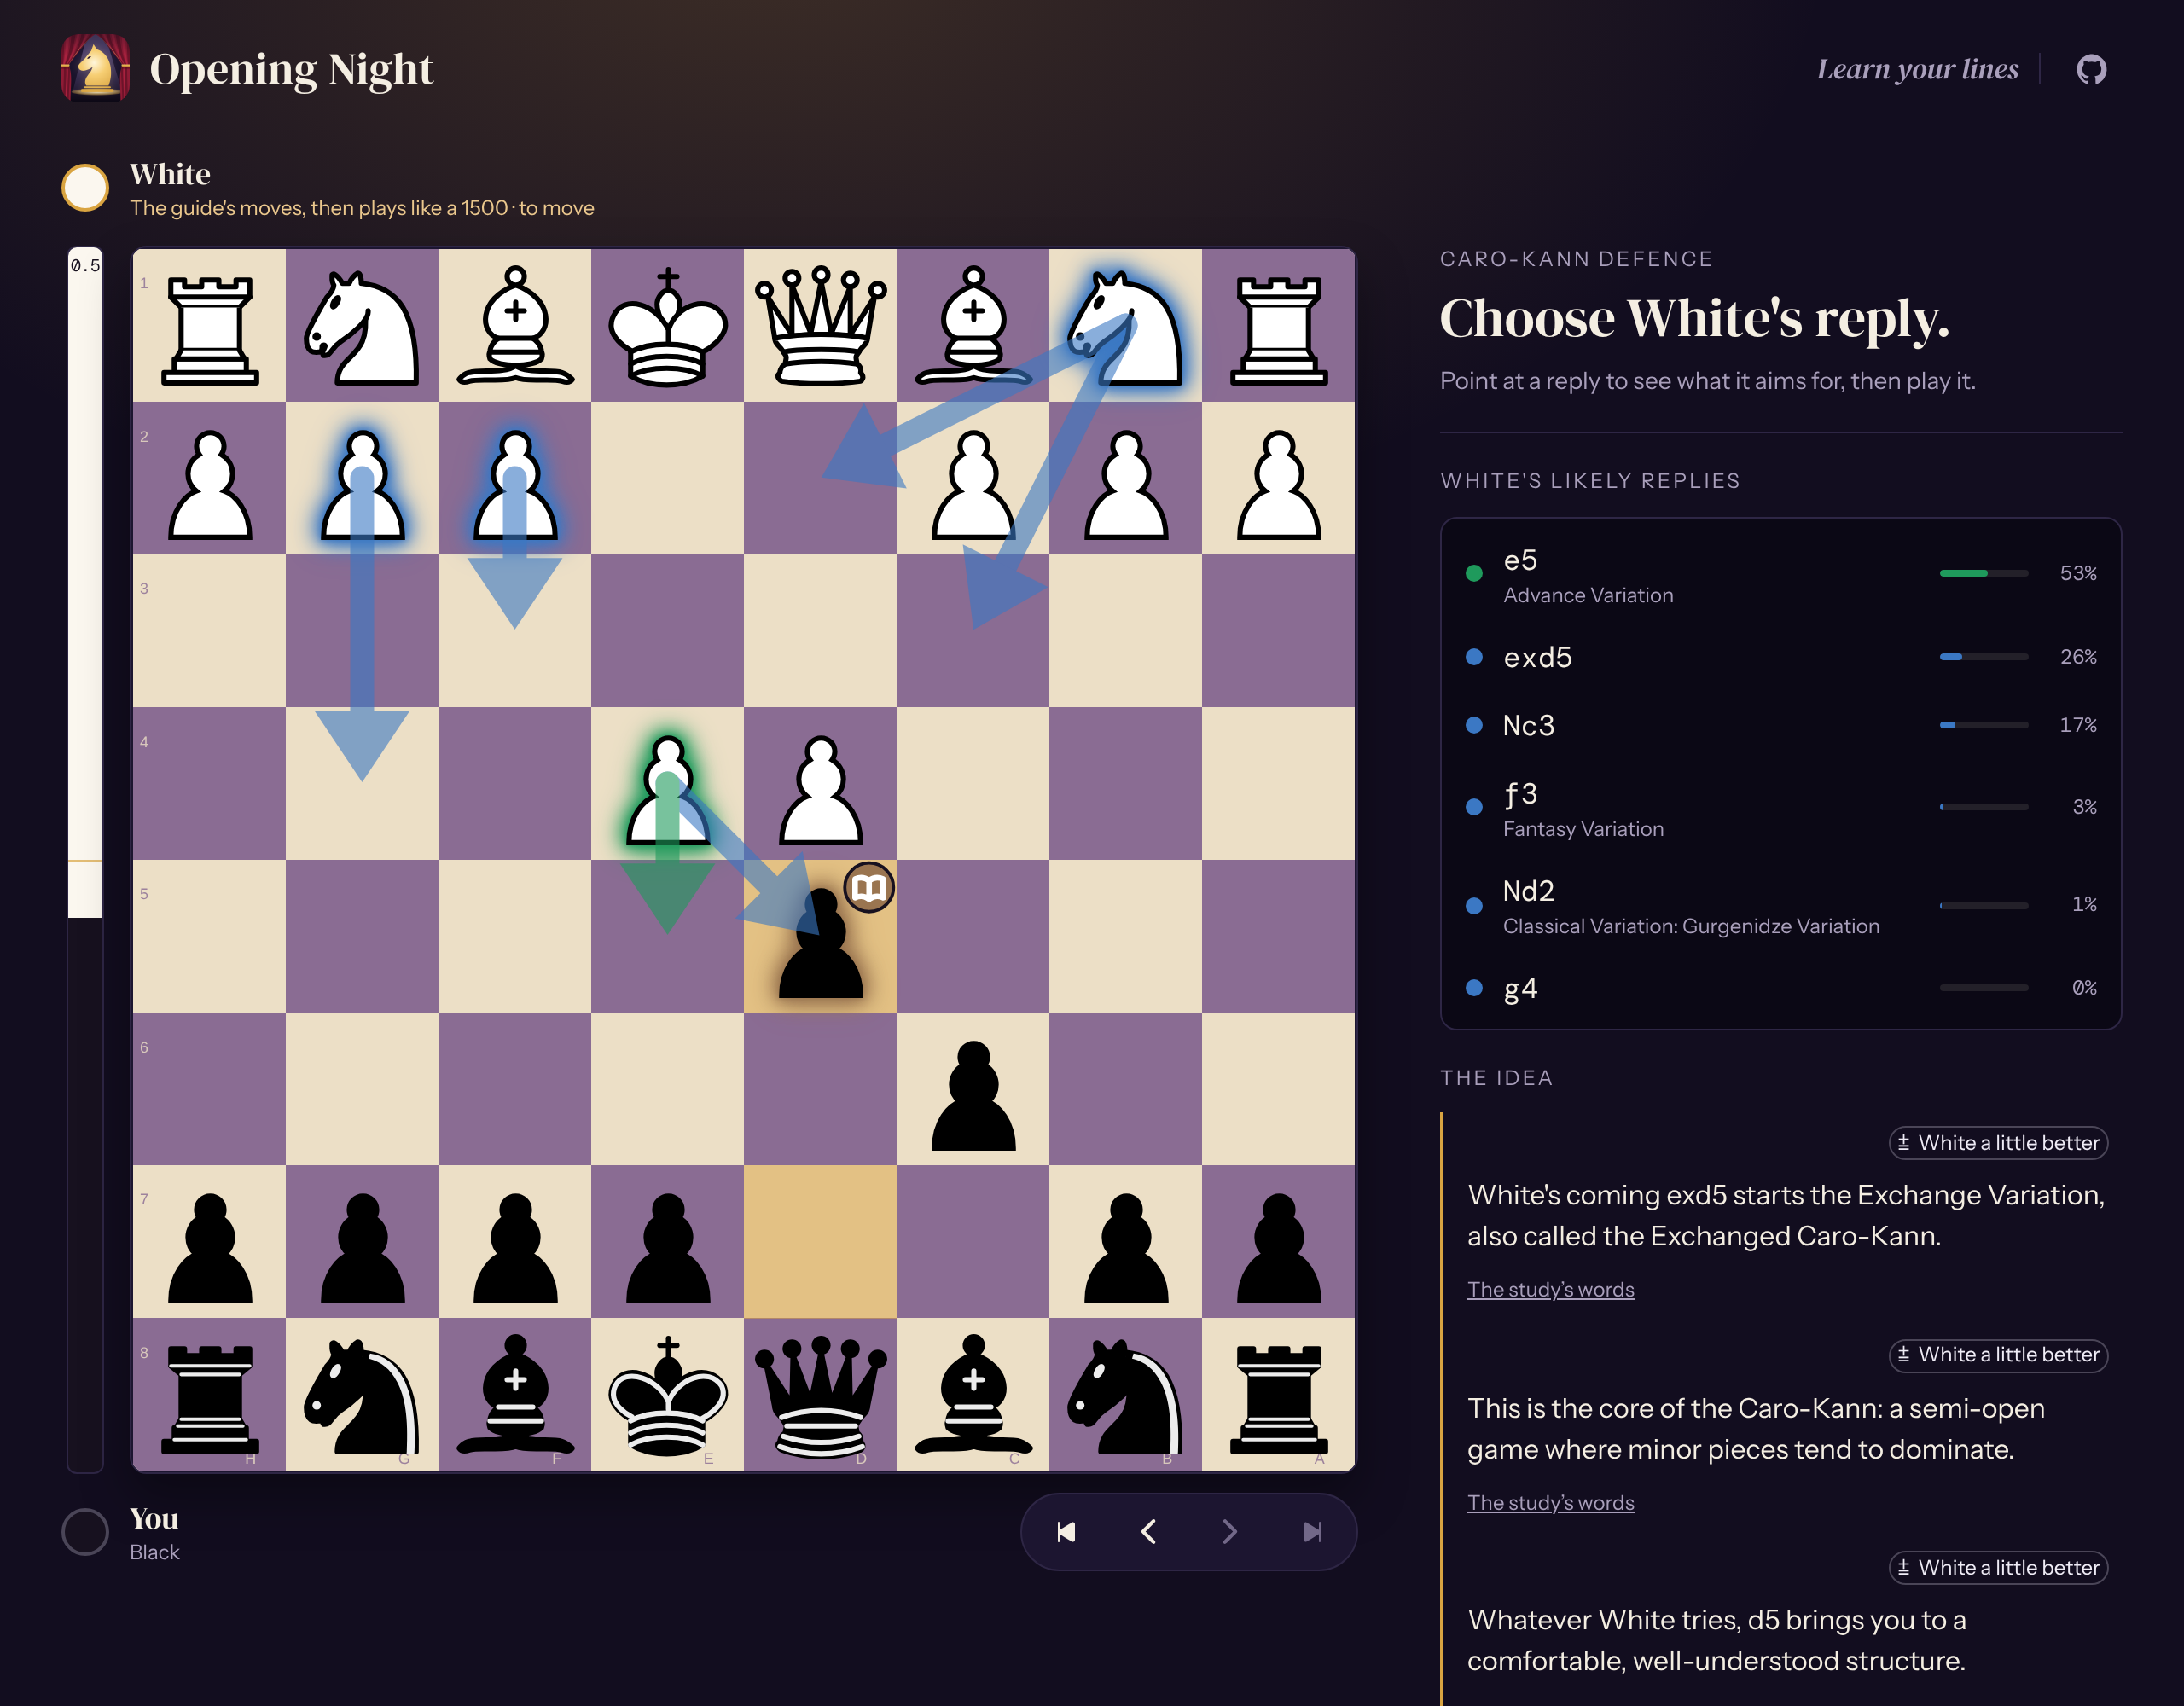 Opening Night
Learn your lines
White
The guide's moves, then plays like a 1500 · to move
0.5
1
2
3
4
5
6
7
8
H G F E D C B A
You
Black
CARO-KANN DEFENCE
Choose White's reply.
Point at a reply to see what it aims for, then play it.
WHITE'S LIKELY REPLIES
e5 53%
Advance Variation
exd5 26%
Nc3 17%
ƒ3 3%
Fantasy Variation
Nd2 1%
Classical Variation: Gurgenidze Variation
g4 0%
THE IDEA
± White a little better
White's coming exd5 starts the Exchange Variation,
also called the Exchanged Caro-Kann.
The study’s words
± White a little better
This is the core of the Caro-Kann: a semi-open
game where minor pieces tend to dominate.
The study’s words
± White a little better
Whatever White tries, d5 brings you to a
comfortable, well-understood structure.